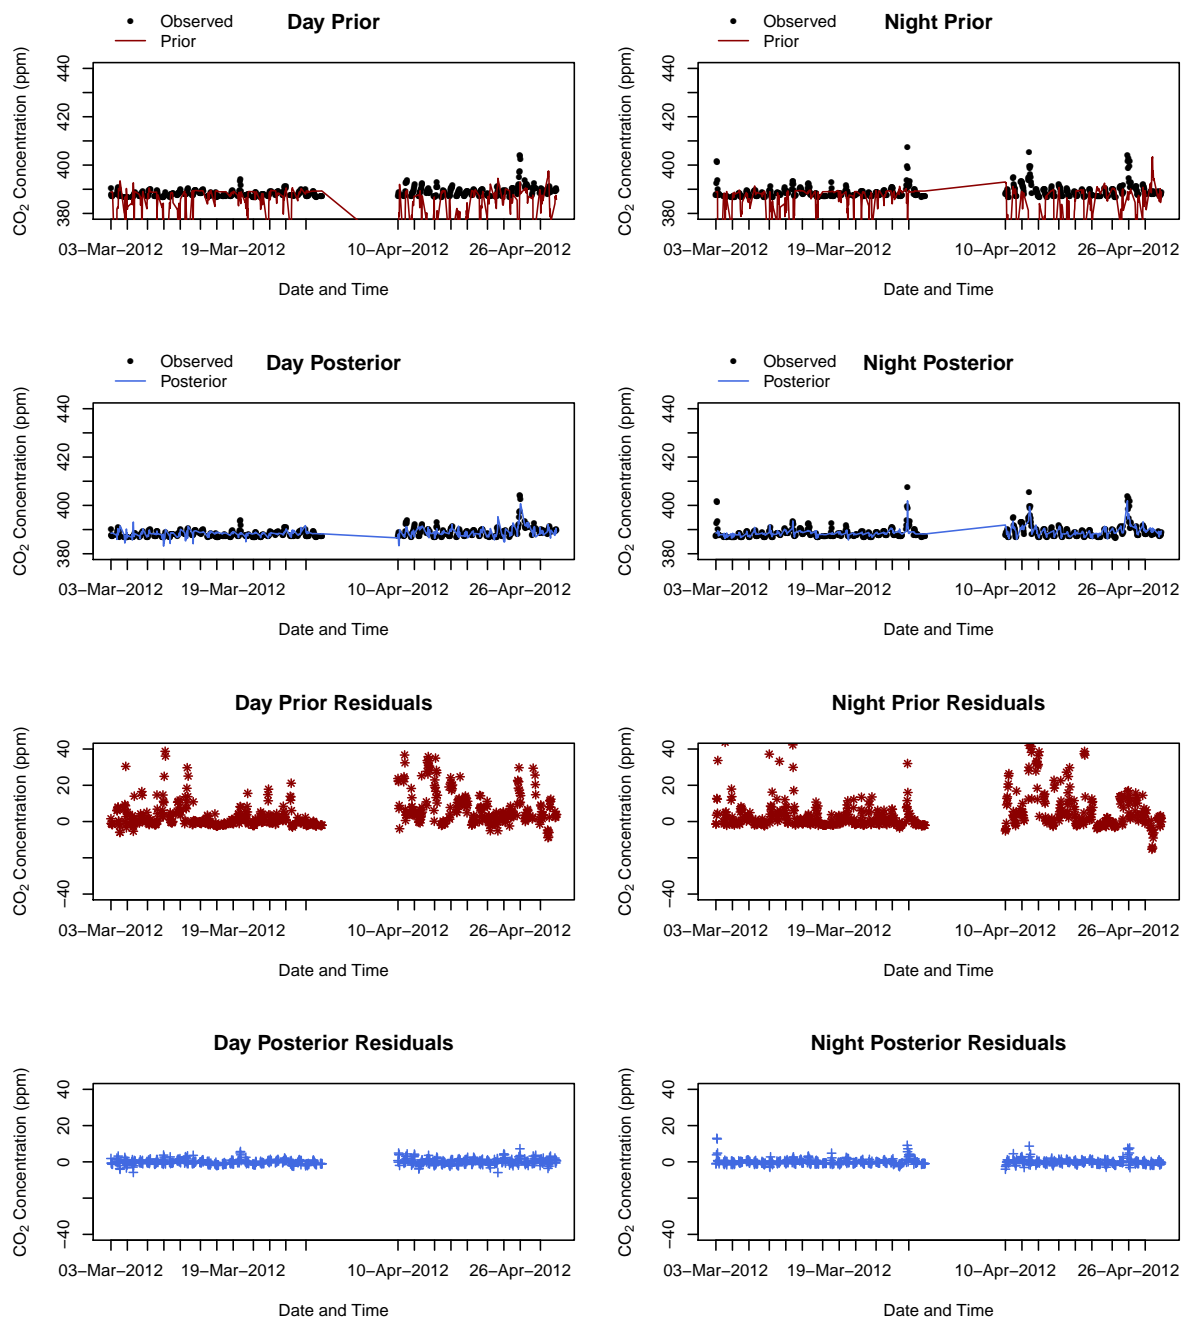 Observed
Prior
Day Prior
CO2 Concentration (ppm)
380 400 420 440
03−Mar−2012 19−Mar−2012 10−Apr−2012 26−Apr−2012
Date and Time
Observed
Prior
Night Prior
CO2 Concentration (ppm)
380 400 420 440
03−Mar−2012 19−Mar−2012 10−Apr−2012 26−Apr−2012
Date and Time
Observed
Posterior
Day Posterior
CO2 Concentration (ppm)
380 400 420 440
03−Mar−2012 19−Mar−2012 10−Apr−2012 26−Apr−2012
Date and Time
Observed
Posterior
Night Posterior
CO2 Concentration (ppm)
380 400 420 440
03−Mar−2012 19−Mar−2012 10−Apr−2012 26−Apr−2012
Date and Time
Day Prior Residuals
CO2 Concentration (ppm)
−40 0 20 40
03−Mar−2012 19−Mar−2012 10−Apr−2012 26−Apr−2012
Date and Time
Night Prior Residuals
CO2 Concentration (ppm)
−40 0 20 40
03−Mar−2012 19−Mar−2012 10−Apr−2012 26−Apr−2012
Date and Time
Day Posterior Residuals
CO2 Concentration (ppm)
−40 0 20 40
03−Mar−2012 19−Mar−2012 10−Apr−2012 26−Apr−2012
Date and Time
Night Posterior Residuals
CO2 Concentration (ppm)
−40 0 20 40
03−Mar−2012 19−Mar−2012 10−Apr−2012 26−Apr−2012
Date and Time